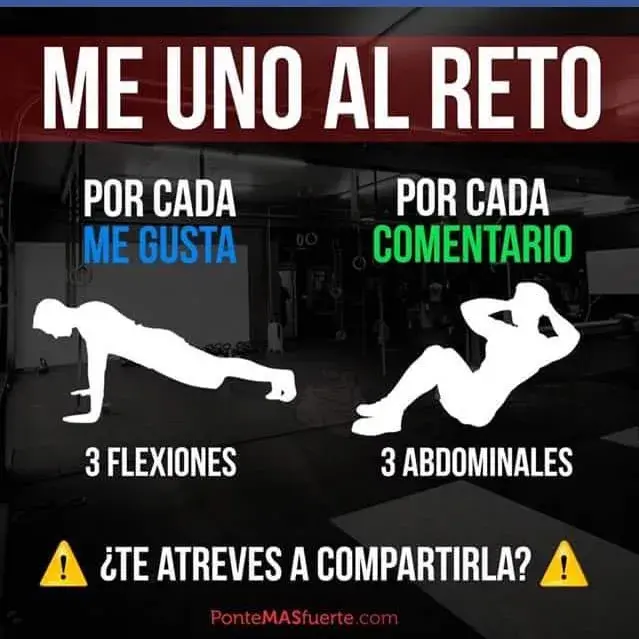 ME UNO AL RETO
POR CADA
ME GUSTA
POR CADA
COMENTARIO
3 FLEXIONES
3 ABDOMINALES
¿TE ATREVES A COMPARTIRLA?
PonteMASfuerte.com